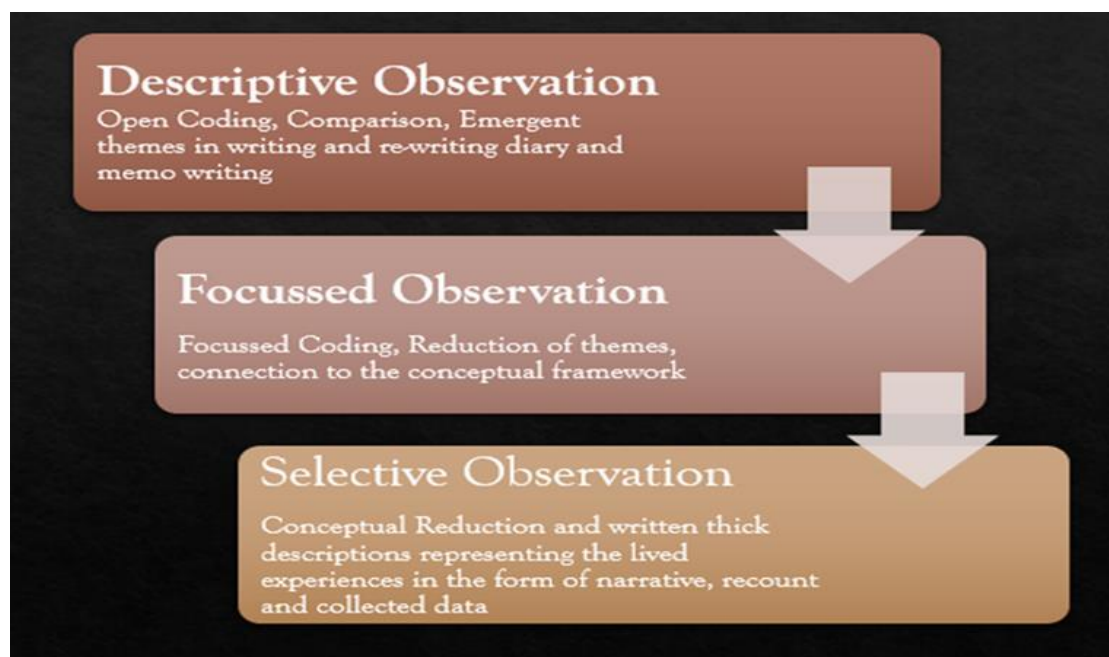 Descriptive Observation
Open Coding, Comparison, Emergent
themes in writing and re-writing diary and
memo writing
Focussed Observation
Focussed Coding, Reduction of themes,
connection to the conceptual framework
Selective Observation
Conceptual Reduction and written thick
descriptions representing the lived
experiences in the form of narrative, recount
and collected data